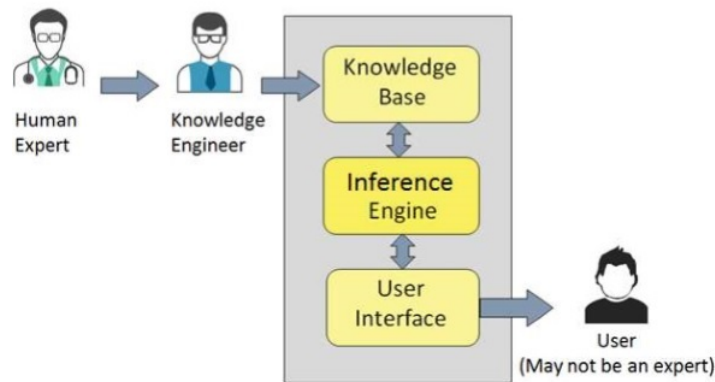 Human
Expert
Knowledge
Engineer
Knowledge
Base
Inference
Engine
User
Interface
User
(May not be an expert)